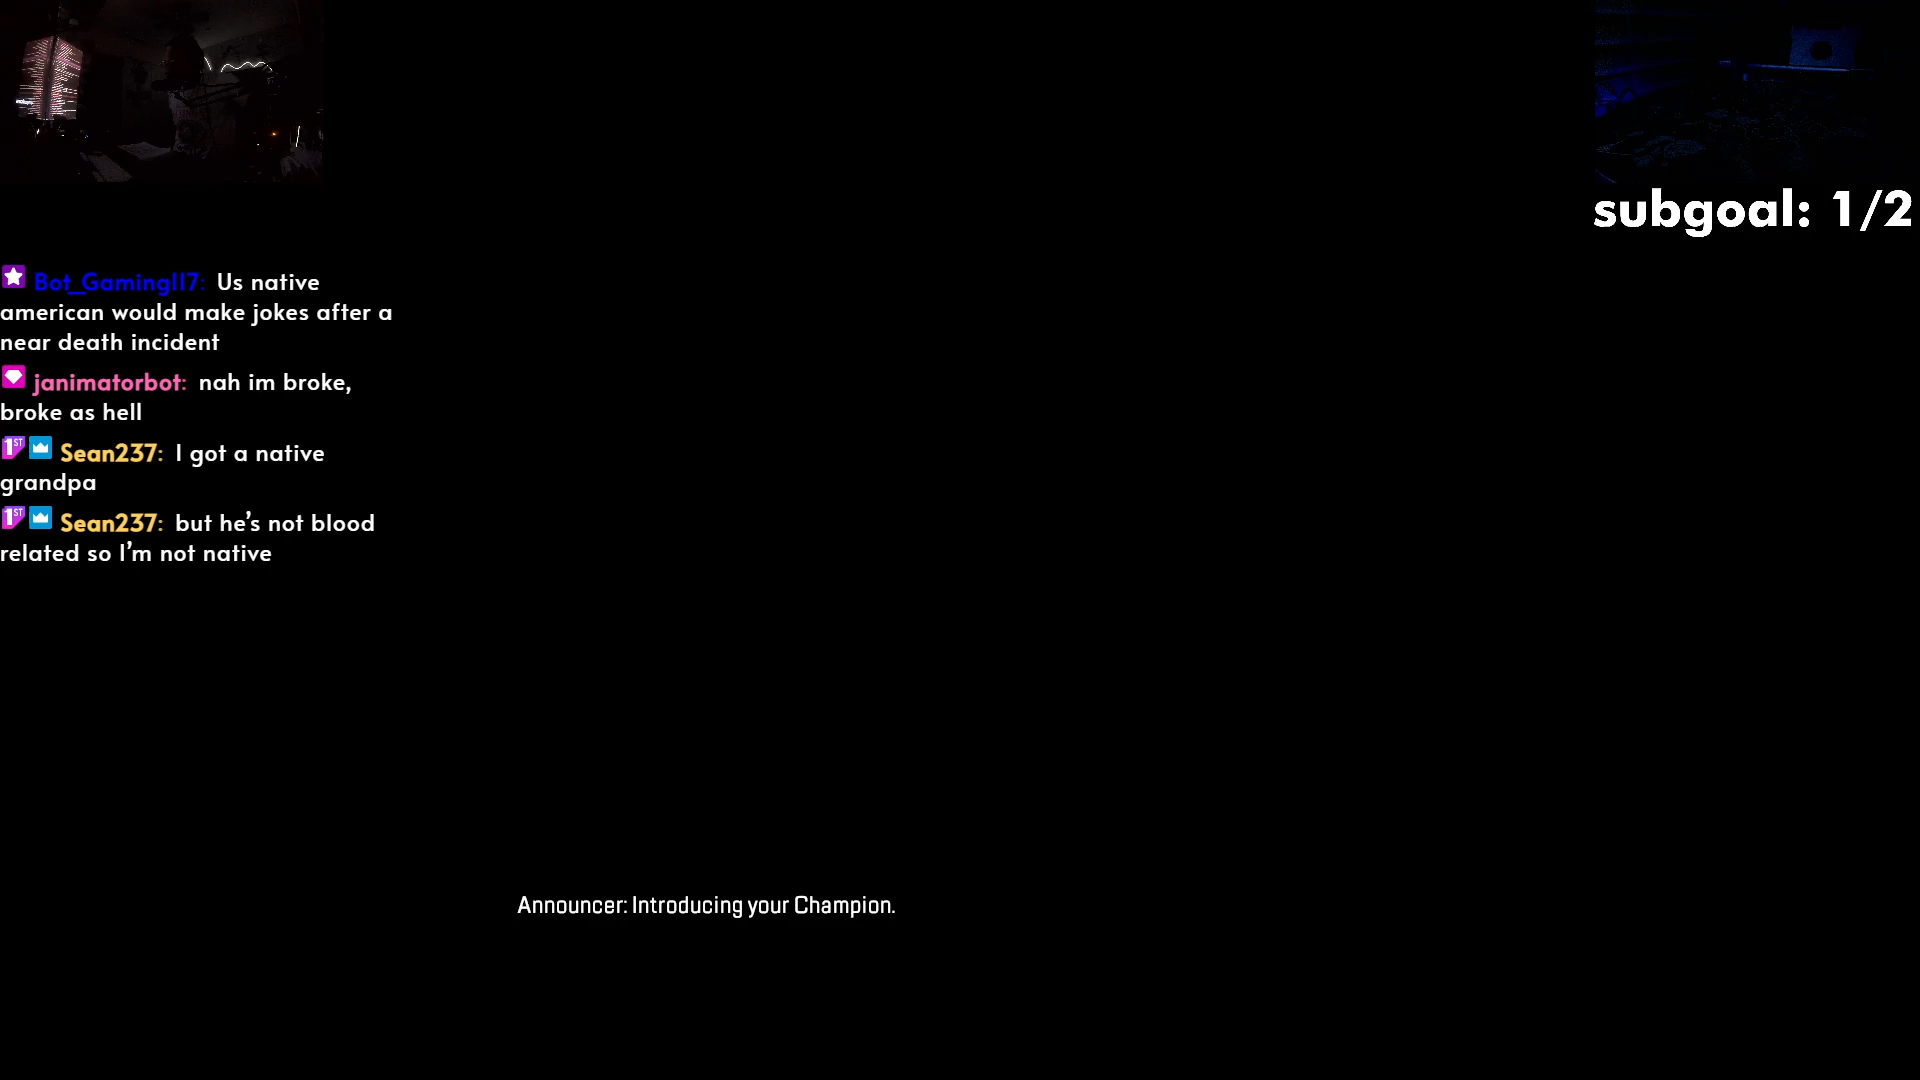 subgoal: 1/2
Bot_Gaming117: Us native
american would make jokes after a
near death incident
janimatorbot: nah im broke,
broke as hell
1ST Sean237: I got a native
grandpa
1ST Sean237: but he's not blood
related so I'm not native
Announcer: Introducing your Champion.